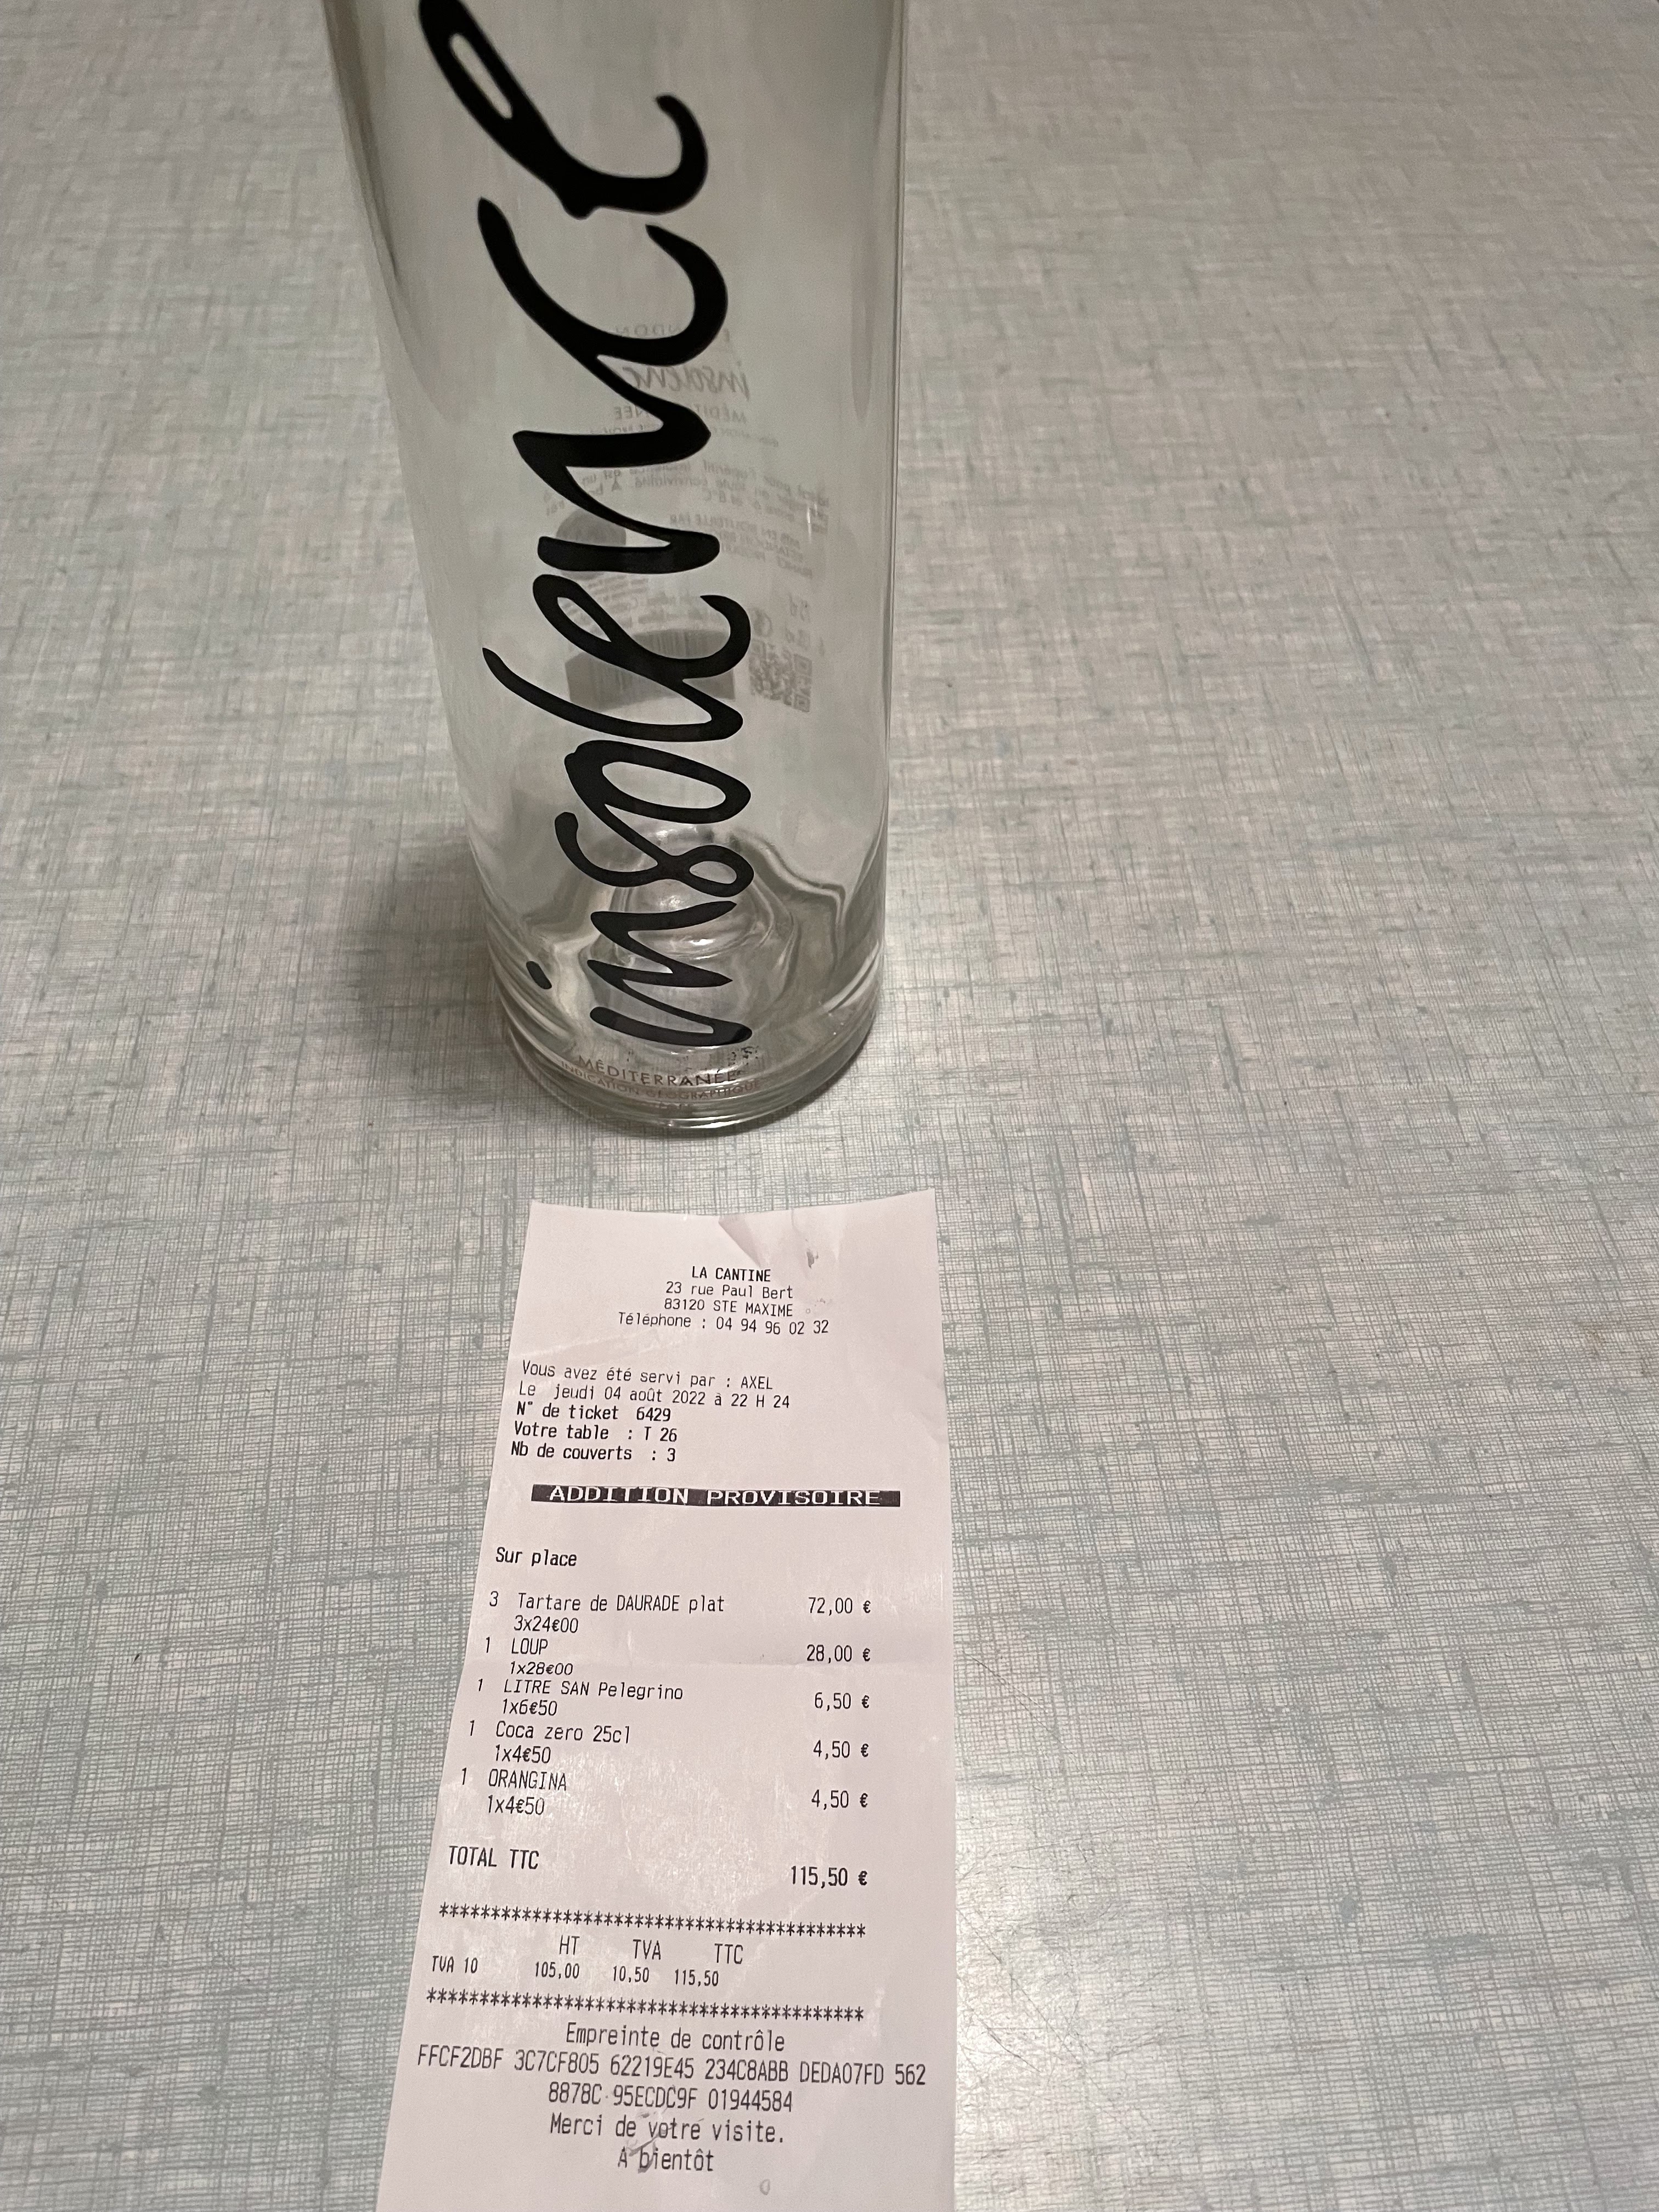 insolence
MÉDITERRANÉE
INDICATION GÉOGRAPHIQUE
LA CANTINE
23 rue Paul Bert
83120 STE MAXIME
Téléphone : 04 94 96 02 32
Vous avez été servi par : AXEL
Le jeudi 04 août 2022 à 22 H 24
N° de ticket 6429
Votre table : T 26
Nb de couverts : 3
ADDITION PROVISOIRE
Sur place
3 Tartare de DAURADE plat 72,00 €
3x24€00
1 LOUP 28,00 €
1x28€00
1 LITRE SAN Pelegrino 6,50 €
1x6€50
1 Coca zero 25cl 4,50 €
1x4€50
1 ORANGINA 4,50 €
1x4€50
TOTAL TTC 115,50 €
******************************************
HT TVA TTC
TVA 10 105,00 10,50 115,50
******************************************
Empreinte de contrôle
FFCF2DBF 3C7CF805 62219E45 234C8ABB DEDA07FD 562
8878C 95ECDC9F 01944584
Merci de votre visite.
A bientôt